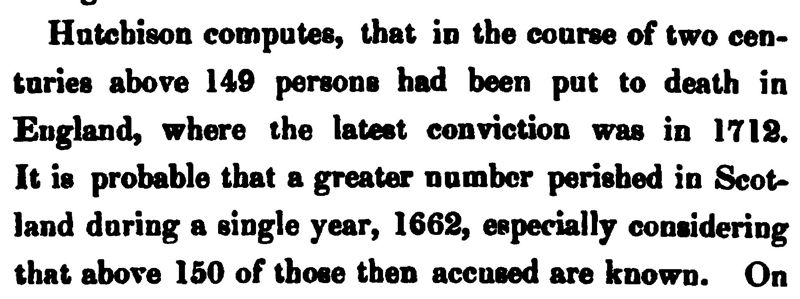 Hutchison computes, that in the course of two cen-
turies above 149 persons had been put to death in
England, where the latest conviction was in 1712.
It is probable that a greater number perished in Scot-
land during a single year, 1662, especially considering
that above 150 of those then accused are known. On